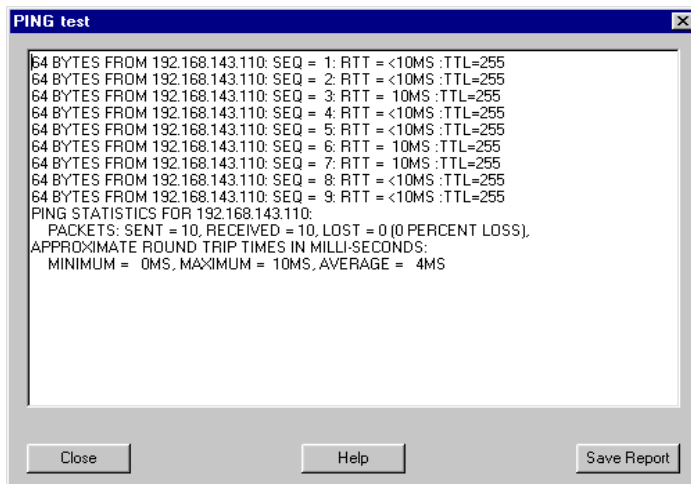 PING test
64 BYTES FROM 192.168.143.110: SEQ = 1: RTT = <10MS :TTL=255
64 BYTES FROM 192.168.143.110: SEQ = 2: RTT = <10MS :TTL=255
64 BYTES FROM 192.168.143.110: SEQ = 3: RTT = 10MS :TTL=255
64 BYTES FROM 192.168.143.110: SEQ = 4: RTT = <10MS :TTL=255
64 BYTES FROM 192.168.143.110: SEQ = 5: RTT = <10MS :TTL=255
64 BYTES FROM 192.168.143.110: SEQ = 6: RTT = 10MS :TTL=255
64 BYTES FROM 192.168.143.110: SEQ = 7: RTT = 10MS :TTL=255
64 BYTES FROM 192.168.143.110: SEQ = 8: RTT = <10MS :TTL=255
64 BYTES FROM 192.168.143.110: SEQ = 9: RTT = <10MS :TTL=255
PING STATISTICS FOR 192.168.143.110:
PACKETS: SENT = 10, RECEIVED = 10, LOST = 0 (0 PERCENT LOSS),
APPROXIMATE ROUND TRIP TIMES IN MILLI-SECONDS:
MINIMUM = 0MS, MAXIMUM = 10MS, AVERAGE = 4MS
Close
Help
Save Report